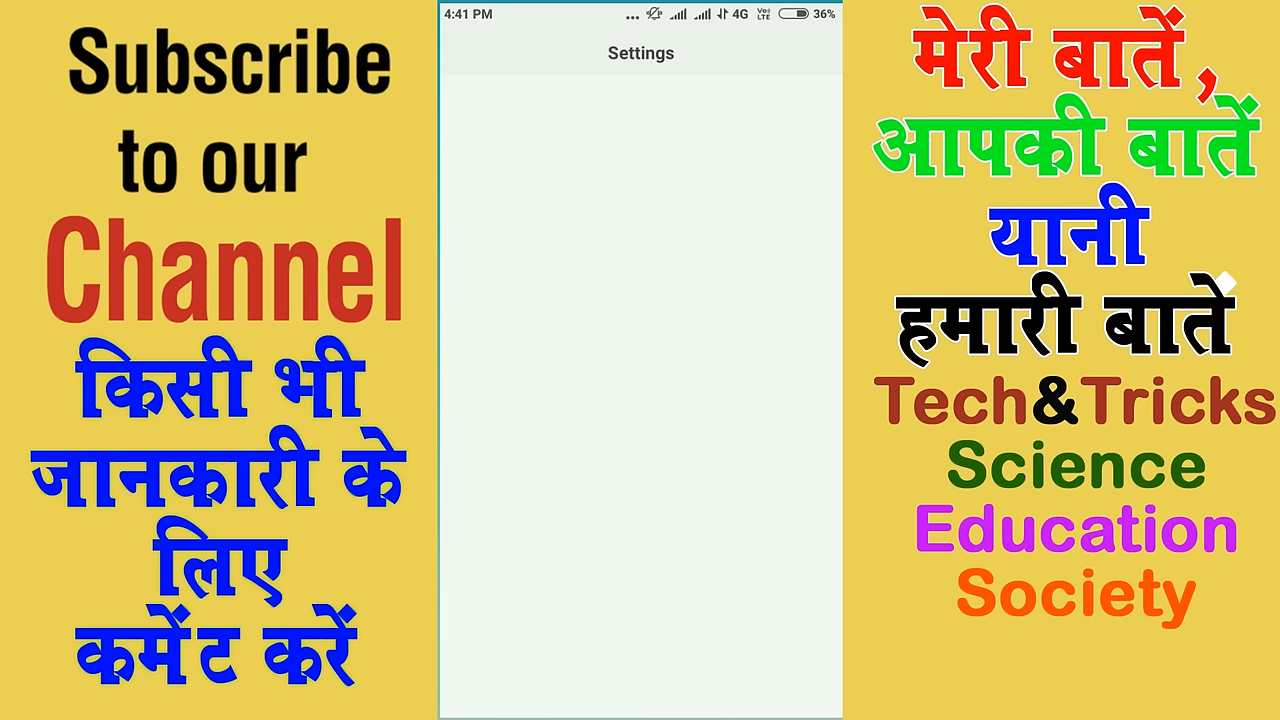 Subscribe
to our
Channel
किसी भी
जानकारी के
लिए
कमेंट करें
4:41 PM ... 4G VoLTE 36%
Settings
मेरी बातें,
आपकी बातें
यानी
हमारी बाते
Tech&Tricks
Science
Education
Society